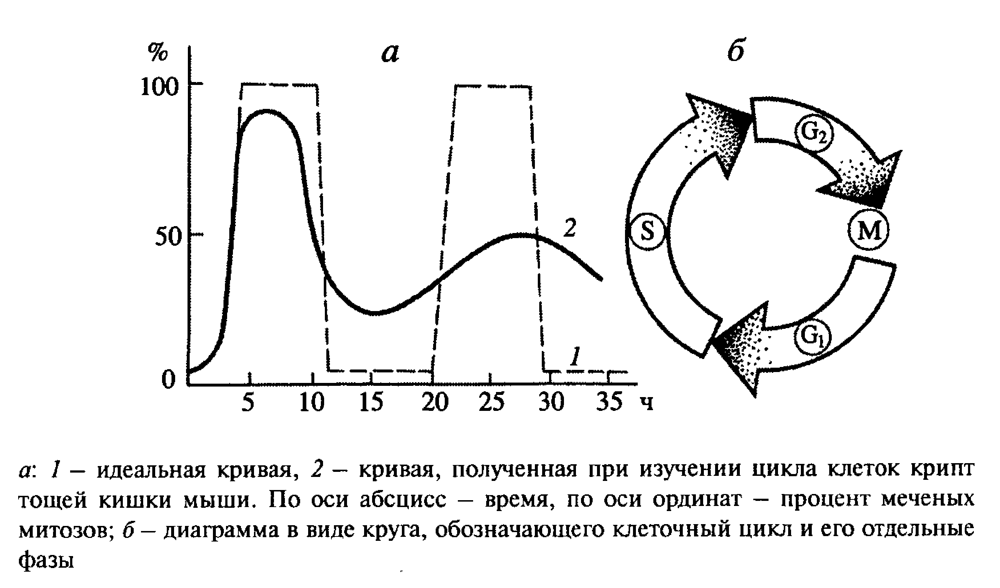 %
а
б
100
50
0
2
1
5 10 15 20 25 30 35 ч
G2
S
M
G1
а: 1 – идеальная кривая, 2 – кривая, полученная при изучении цикла клеток крипт
тощей кишки мыши. По оси абсцисс – время, по оси ординат – процент меченых
митозов; б – диаграмма в виде круга, обозначающего клеточный цикл и его отдельные
фазы